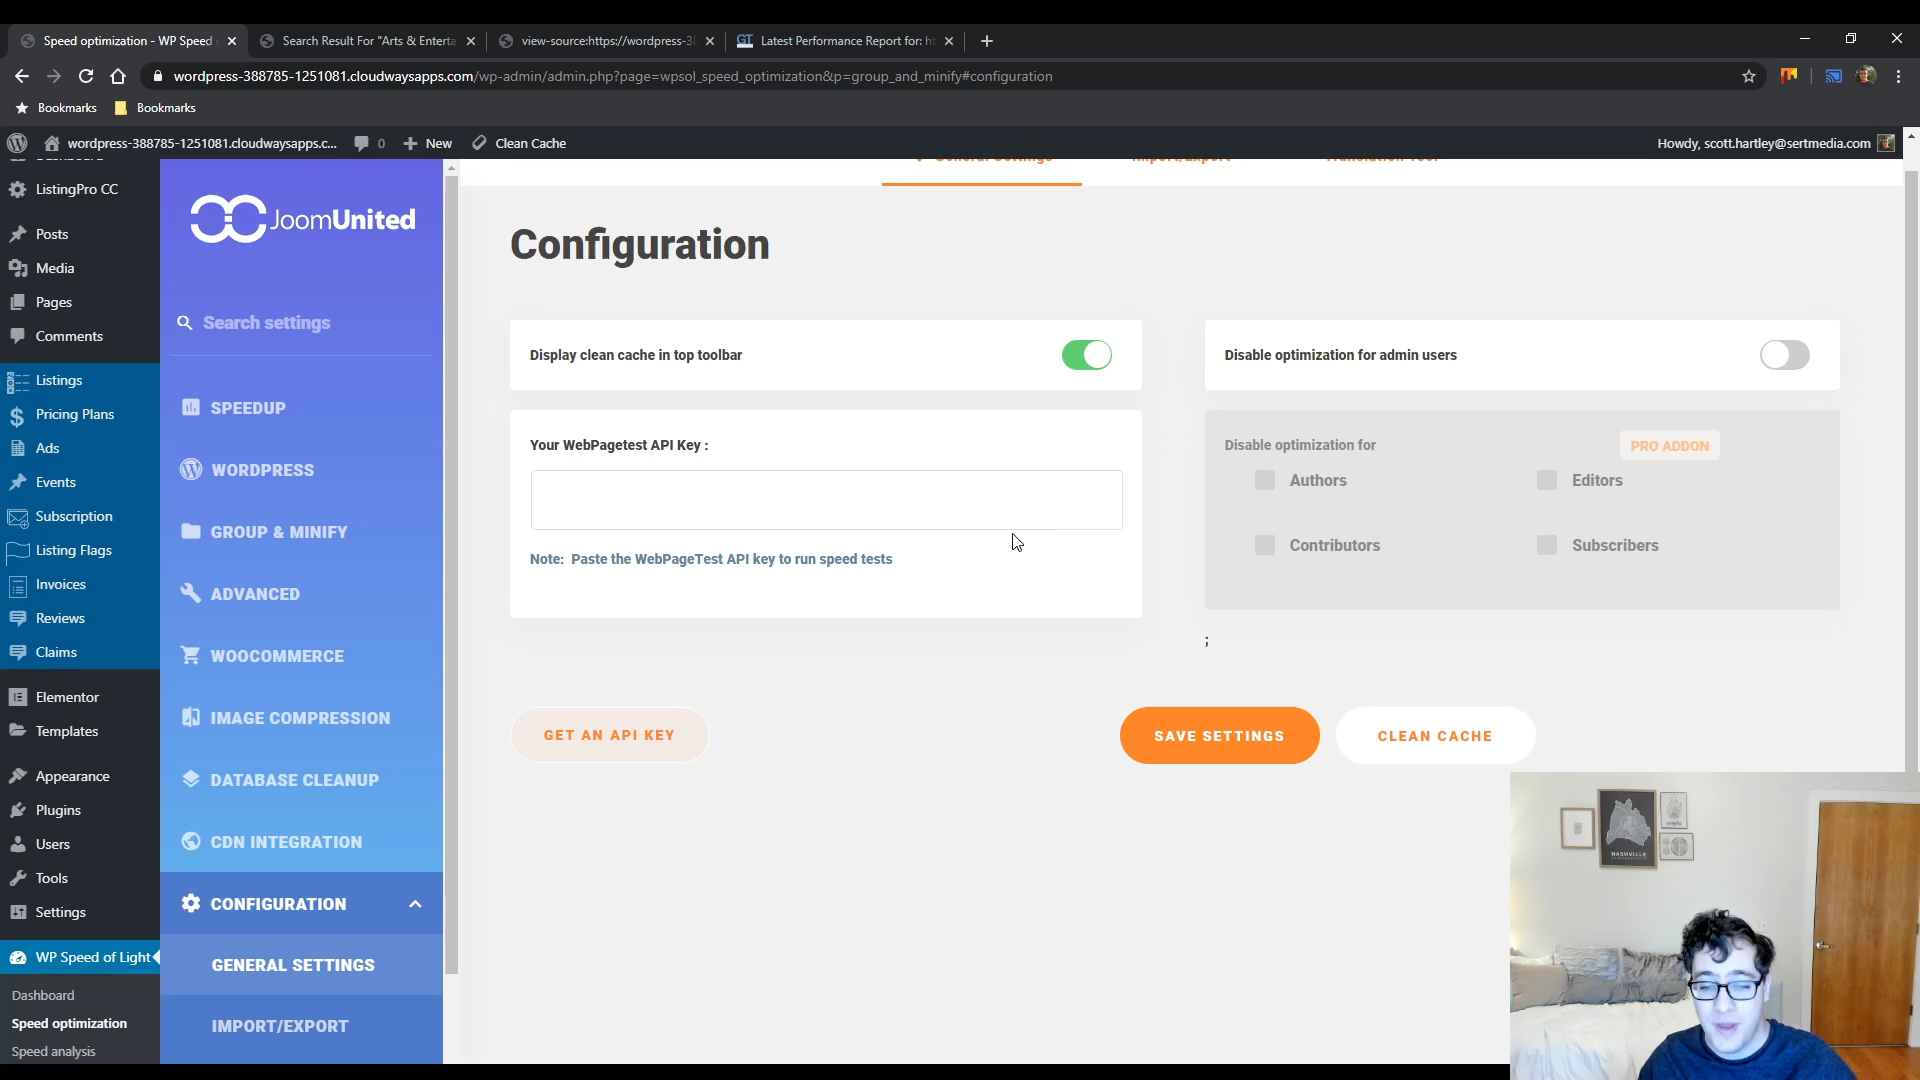 Speed optimization - WP Speed
Search Result For "Arts & Enterta
view-source:https://wordpress-38
GT Latest Performance Report for: ht
wordpress-388785-1251081.cloudwaysapps.com/wp-admin/admin.php?page=wpsol_speed_optimization&p=group_and_minify#configuration
Bookmarks
Bookmarks
wordpress-388785-1251081.cloudwaysapps.c...
0
New
Clean Cache
Howdy, scott.hartley@sertmedia.com
ListingPro CC
Posts
Media
Pages
Comments
Listings
Pricing Plans
Ads
Events
Subscription
Listing Flags
Invoices
Reviews
Claims
Elementor
Templates
Appearance
Plugins
Users
Tools
Settings
WP Speed of Light
Dashboard
Speed optimization
Speed analysis
JoomUnited
Search settings
SPEEDUP
WORDPRESS
GROUP & MINIFY
ADVANCED
WOOCOMMERCE
IMAGE COMPRESSION
DATABASE CLEANUP
CDN INTEGRATION
CONFIGURATION
GENERAL SETTINGS
IMPORT/EXPORT
Configuration
Display clean cache in top toolbar
Disable optimization for admin users
Your WebPagetest API Key :
Note: Paste the WebPageTest API key to run speed tests
Disable optimization for
PRO ADDON
Authors
Editors
Contributors
Subscribers
;
GET AN API KEY
SAVE SETTINGS
CLEAN CACHE
NASHVILLE